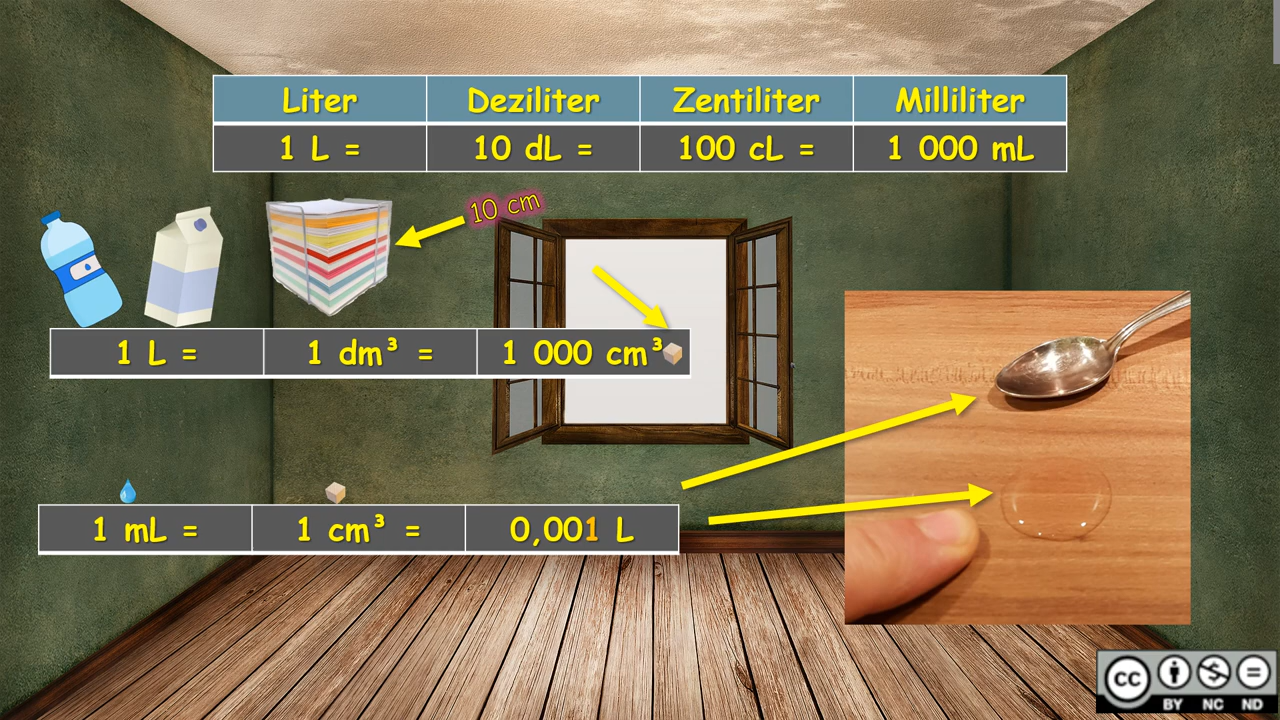 Liter Deziliter Zentiliter Milliliter
1 L = 10 dL = 100 cL = 1 000 mL
10 cm
1 L = 1 dm³ = 1 000 cm³
1 mL = 1 cm³ = 0,001 L
CC BY NC ND